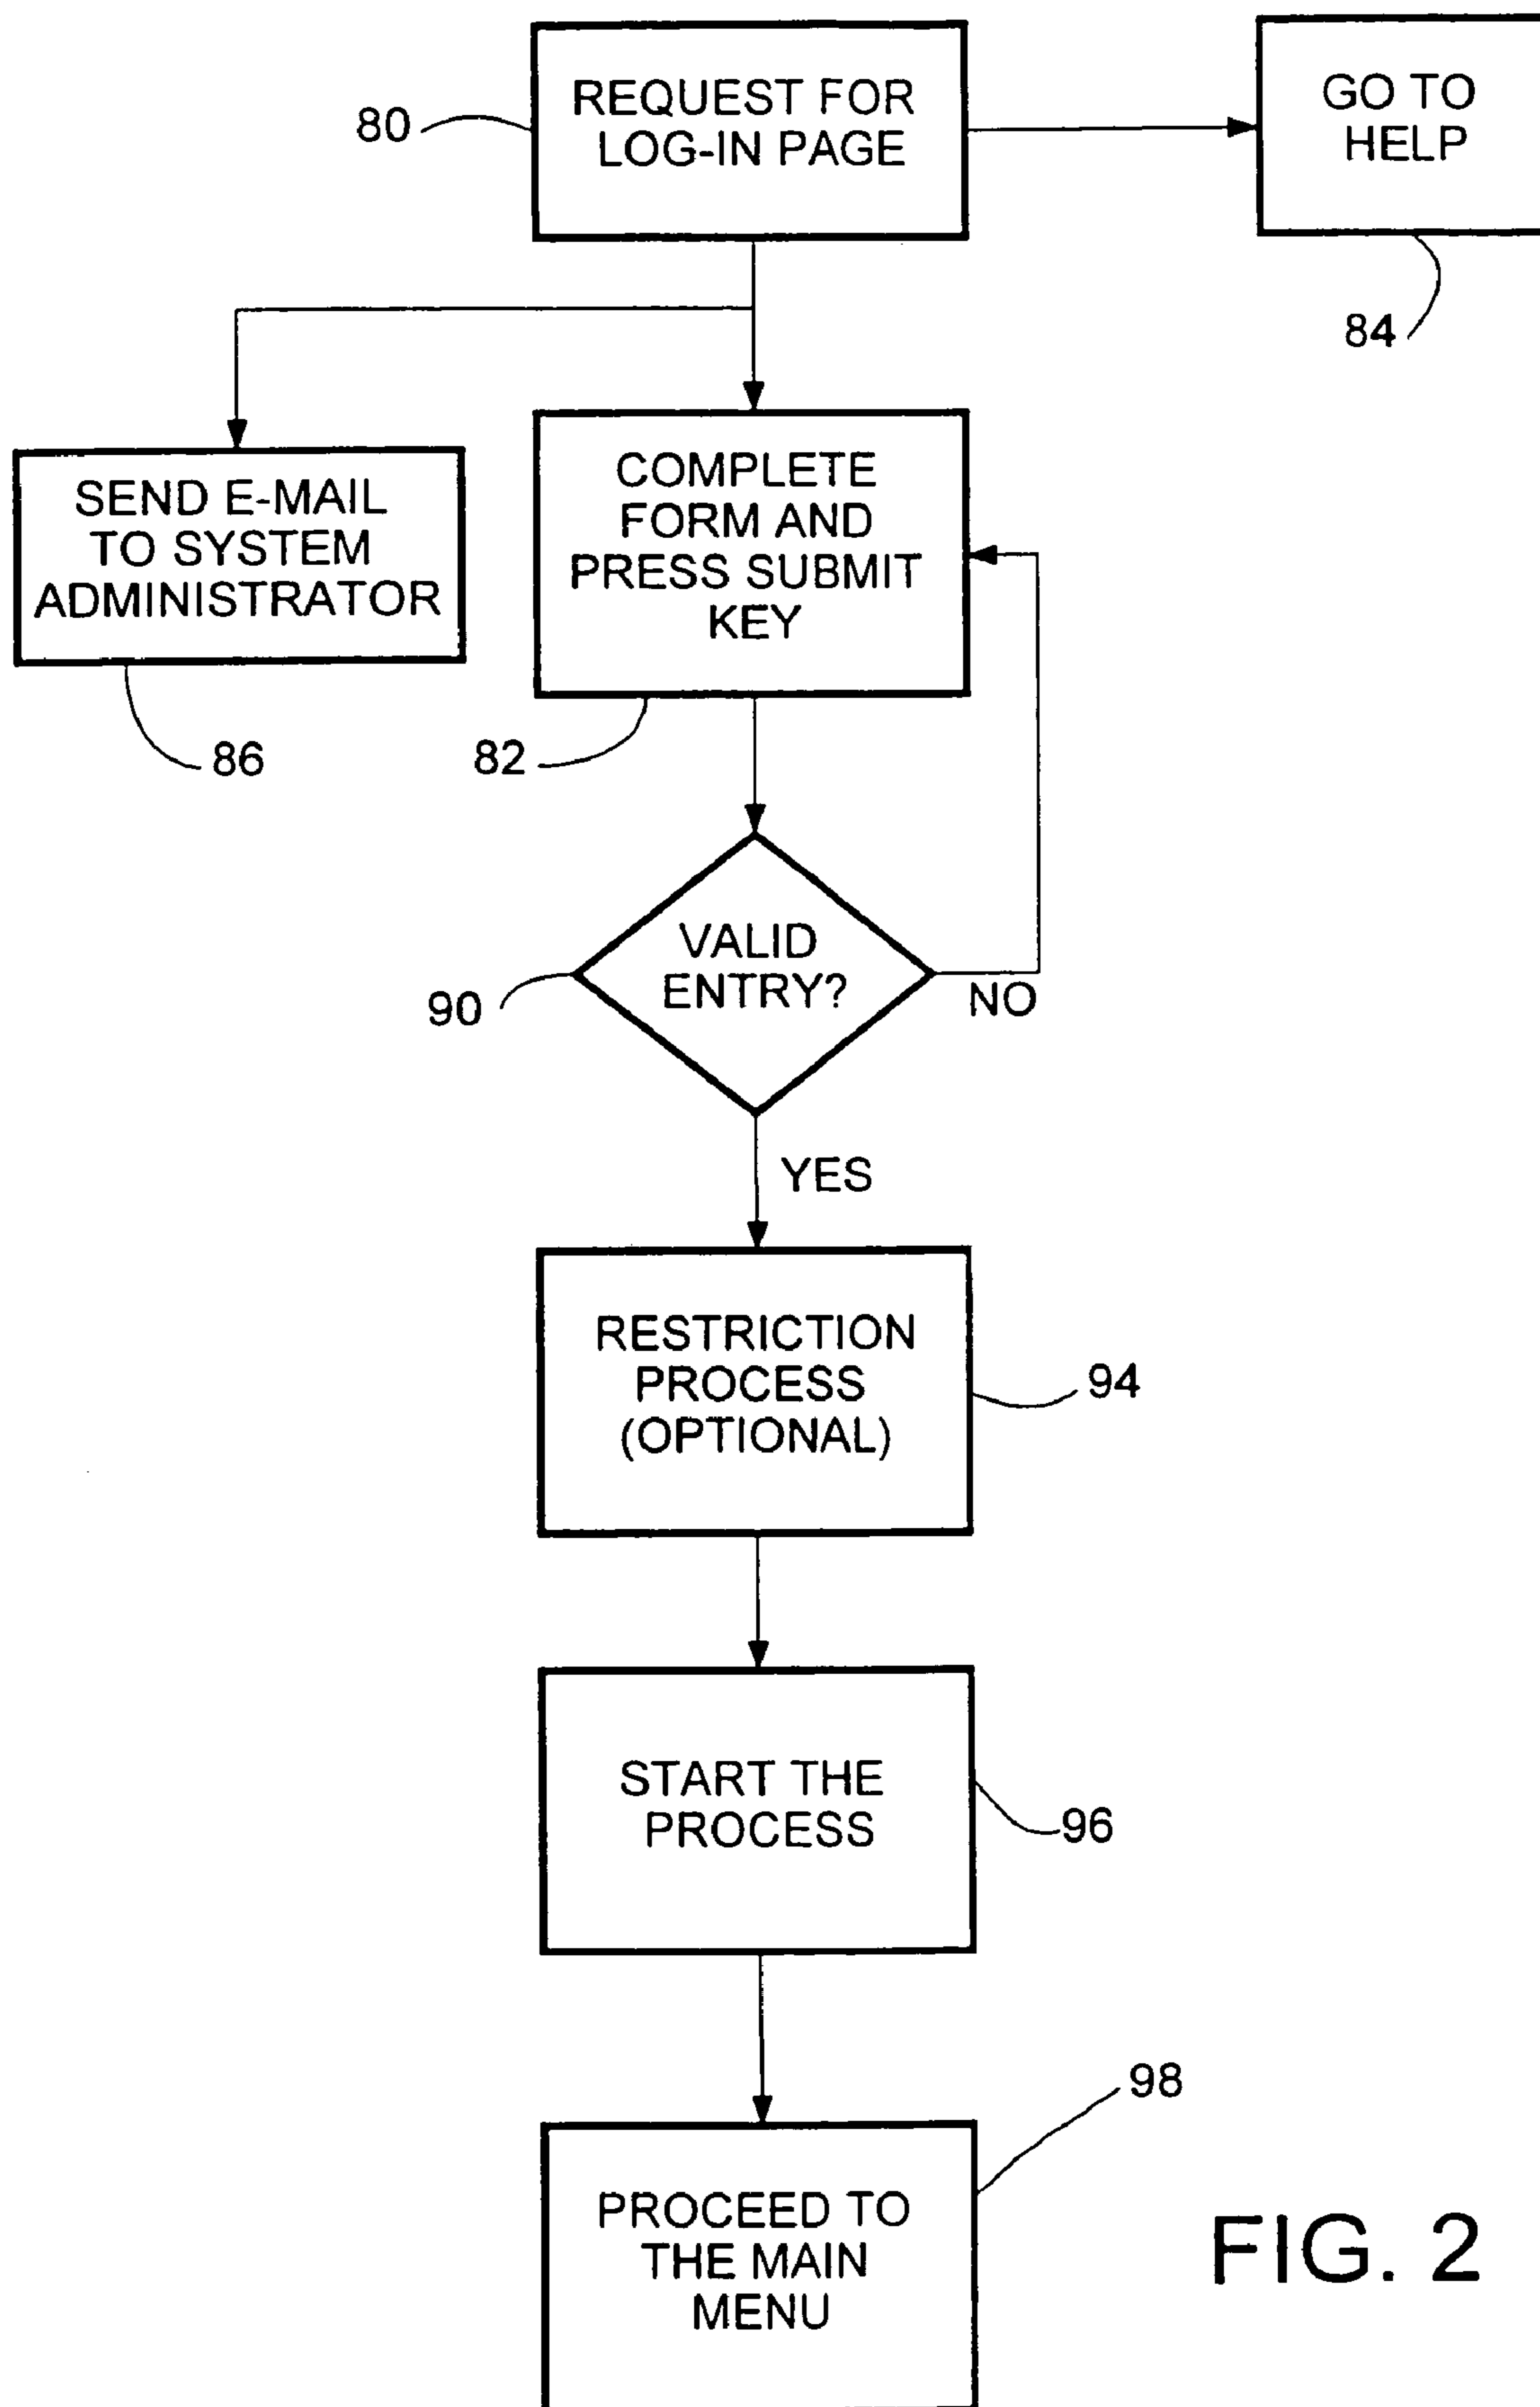 REQUEST FOR
LOG-IN PAGE
80
GO TO
HELP
84
SEND E-MAIL
TO SYSTEM
ADMINISTRATOR
86
COMPLETE
FORM AND
PRESS SUBMIT
KEY
82
VALID
ENTRY?
90
NO
YES
RESTRICTION
PROCESS
(OPTIONAL)
94
START THE
PROCESS
96
98
PROCEED TO
THE MAIN
MENU
FIG. 2